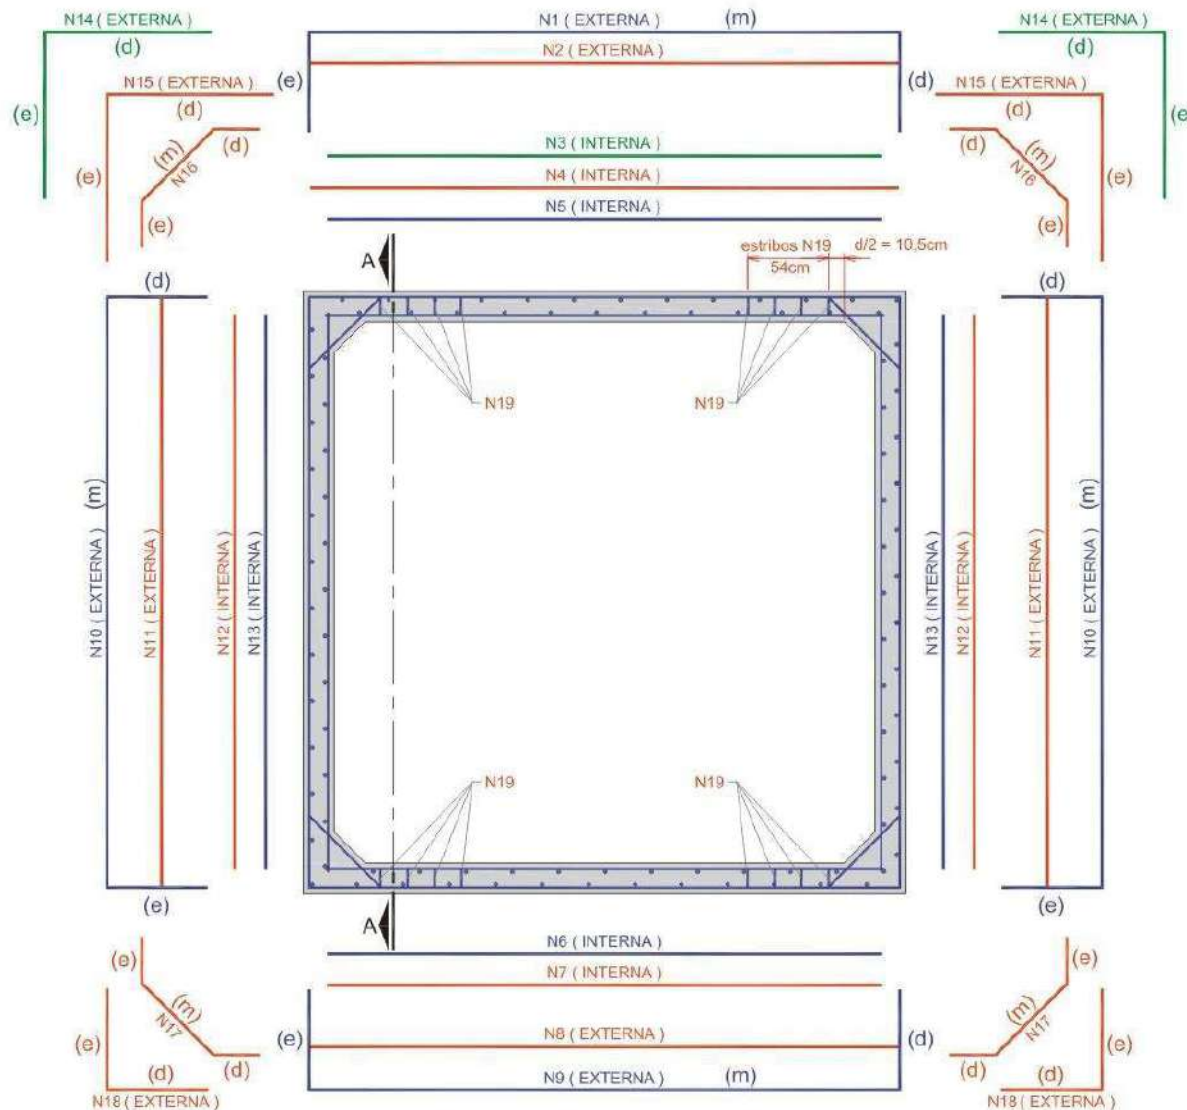 N14 ( EXTERNA )
(d)
(e)
N1 ( EXTERNA )
(m)
N2 ( EXTERNA )
(e)
(d)
N14 ( EXTERNA )
(d)
(e)
N15 ( EXTERNA )
(d)
(m)
N16
(d)
(e)
(e)
N15 ( EXTERNA )
(d)
(d)
(m)
N16
(e)
(e)
N3 ( INTERNA )
N4 ( INTERNA )
N5 ( INTERNA )
A
estribos N19
54cm
d/2 = 10,5cm
(d)
(d)
N19
N19
N10 ( EXTERNA )
(m)
N11 ( EXTERNA )
N12 ( INTERNA )
N13 ( INTERNA )
N13 ( INTERNA )
N12 ( INTERNA )
N11 ( EXTERNA )
N10 ( EXTERNA )
(m)
N19
N19
(e)
(e)
A
N6 ( INTERNA )
N7 ( INTERNA )
N8 ( EXTERNA )
N9 ( EXTERNA )
(m)
(e)
(d)
(e)
(m)
N17
(d)
(e)
(d)
N18 ( EXTERNA )
(e)
(m)
N17
(d)
(e)
(d)
N18 ( EXTERNA )